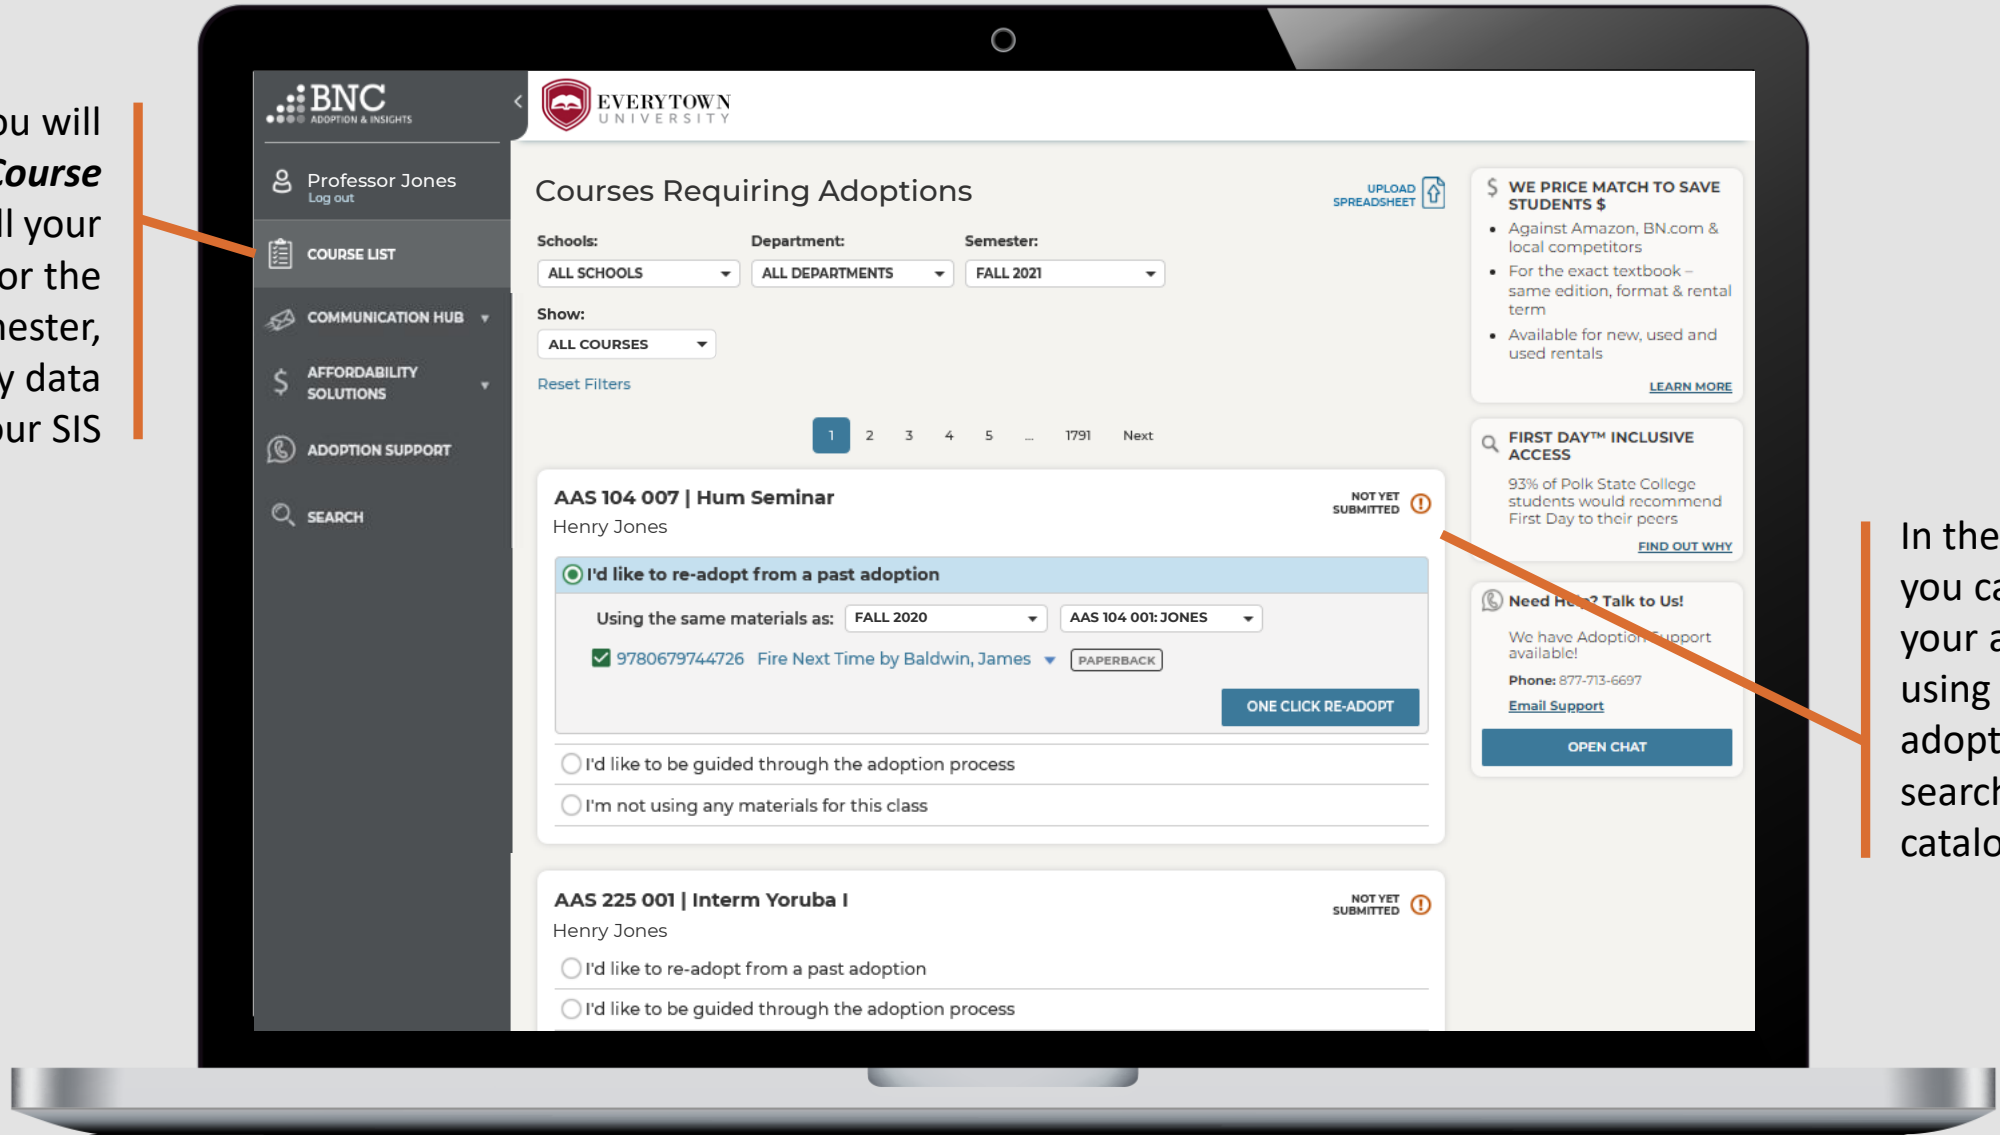 ou will
Course
ll your
or the
nester,
y data
our SIS
BNC
ADOPTION & INSIGHTS
Professor Jones
Log out
COURSE LIST
COMMUNICATION HUB
AFFORDABILITY
SOLUTIONS
ADOPTION SUPPORT
SEARCH
EVERYTOWN
UNIVERSITY
Courses Requiring Adoptions
UPLOAD
SPREADSHEET
Schools: Department: Semester:
ALL SCHOOLS ALL DEPARTMENTS FALL 2021
Show:
ALL COURSES
Reset Filters
1 2 3 4 5 ... 1791 Next
AAS 104 007 | Hum Seminar
NOT YET
SUBMITTED
Henry Jones
I'd like to re-adopt from a past adoption
Using the same materials as: FALL 2020 AAS 104 001: JONES
9780679744726 Fire Next Time by Baldwin, James PAPERBACK
ONE CLICK RE-ADOPT
I'd like to be guided through the adoption process
I'm not using any materials for this class
AAS 225 001 | Interm Yoruba I
NOT YET
SUBMITTED
Henry Jones
I'd like to re-adopt from a past adoption
I'd like to be guided through the adoption process
$ WE PRICE MATCH TO SAVE
STUDENTS $
• Against Amazon, BN.com &
local competitors
• For the exact textbook –
same edition, format & rental
term
• Available for new, used and
used rentals
LEARN MORE
FIRST DAY™ INCLUSIVE
ACCESS
93% of Polk State College
students would recommend
First Day to their peers
FIND OUT WHY
Need Help? Talk to Us!
We have Adoption Support
available!
Phone: 877-713-6697
Email Support
OPEN CHAT
In the
you ca
your a
using
adopt
search
catalo